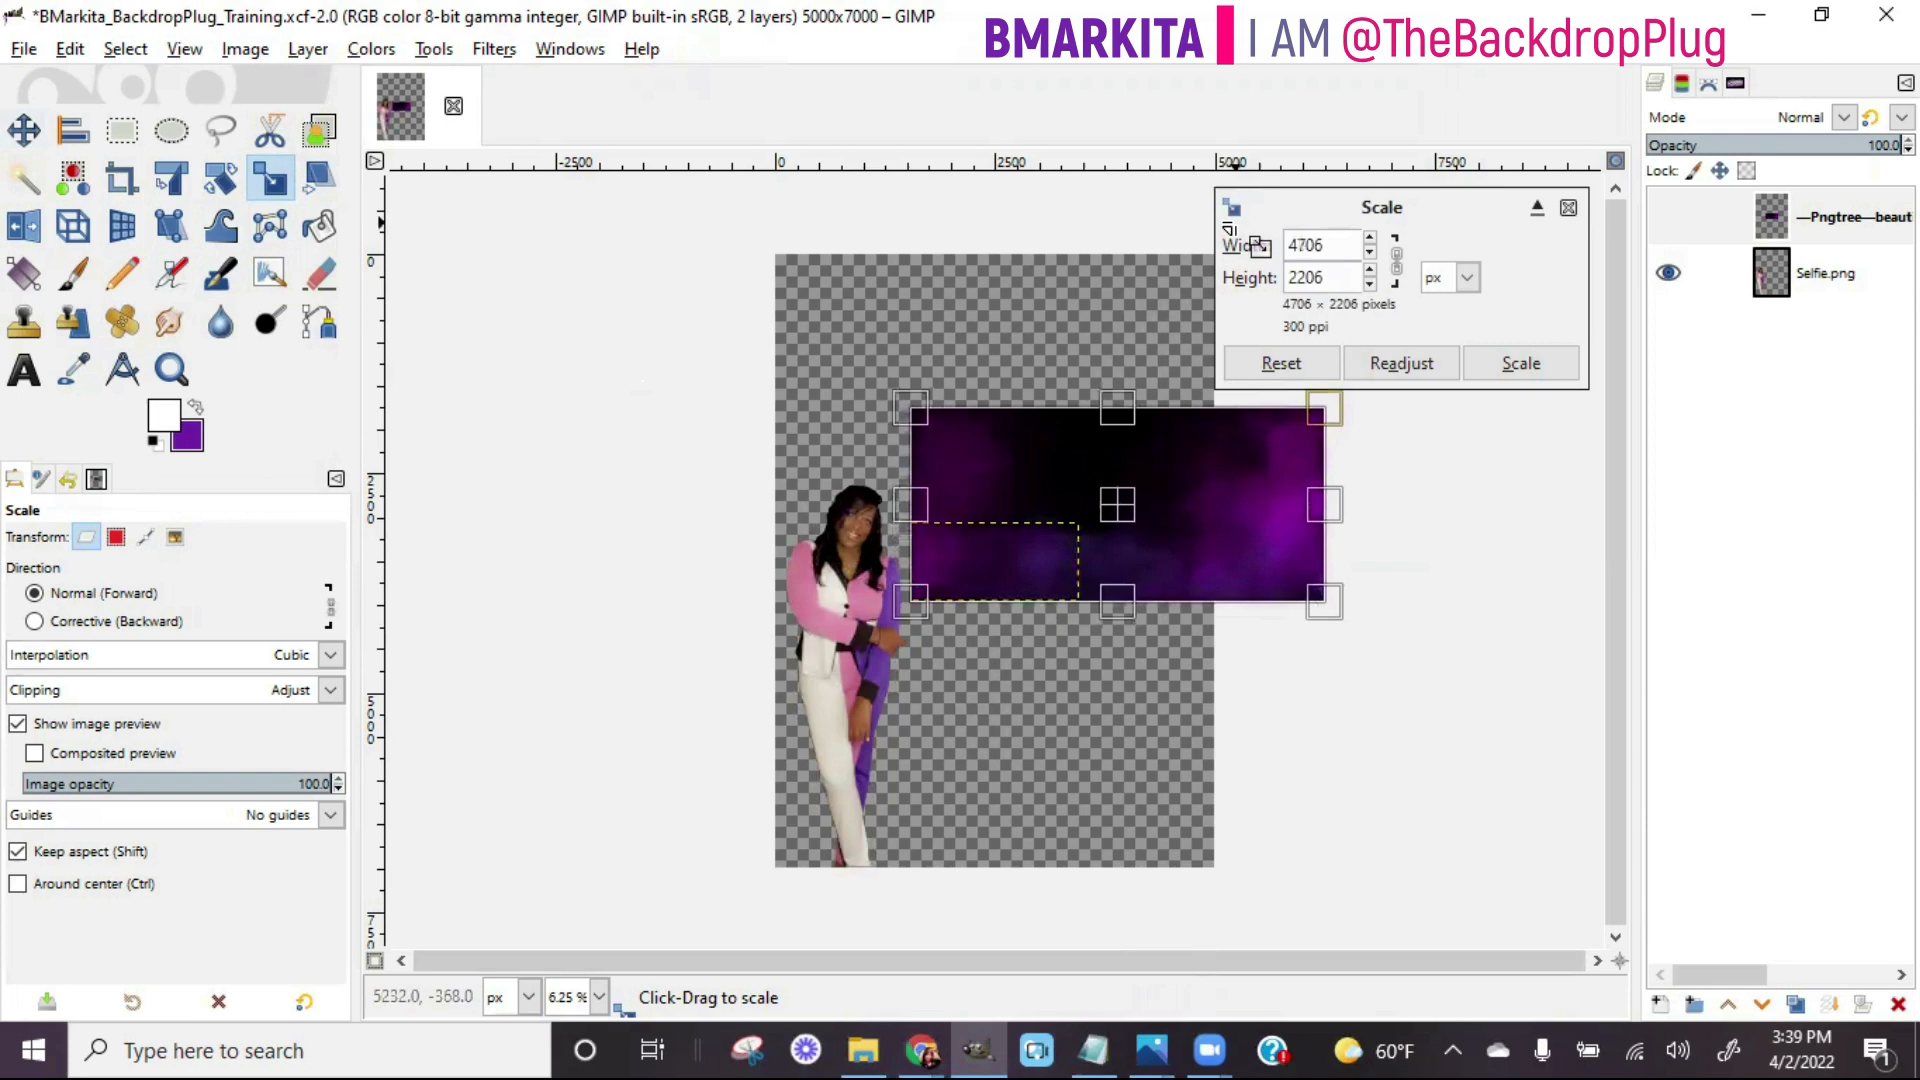 *BMarkita_BackdropPlug_Training.xcf-2.0 (RGB color 8-bit gamma integer, GIMP built-in sRGB, 2 layers) 5000x7000 – GIMP
BMARKITA I AM @TheBackdropPlug
File Edit Select View Image Layer Colors Tools Filters Windows Help
-2500 0 2500 5000 7500
Mode Normal
Opacity 100.0
Lock:
—Pngtree—beaut
Selfie.png
Scale
Width: 4706
Height: 2206 px
4706 × 2206 pixels
300 ppi
Reset Readjust Scale
0
2500
5000
750
A
Scale
Transform:
Direction
Normal (Forward)
Corrective (Backward)
Interpolation Cubic
Clipping Adjust
Show image preview
Composited preview
Image opacity 100.0
Guides No guides
Keep aspect (Shift)
Around center (Ctrl)
5232.0, -368.0 px 6.25 % Click-Drag to scale
Type here to search
60°F
3:39 PM
4/2/2022
1